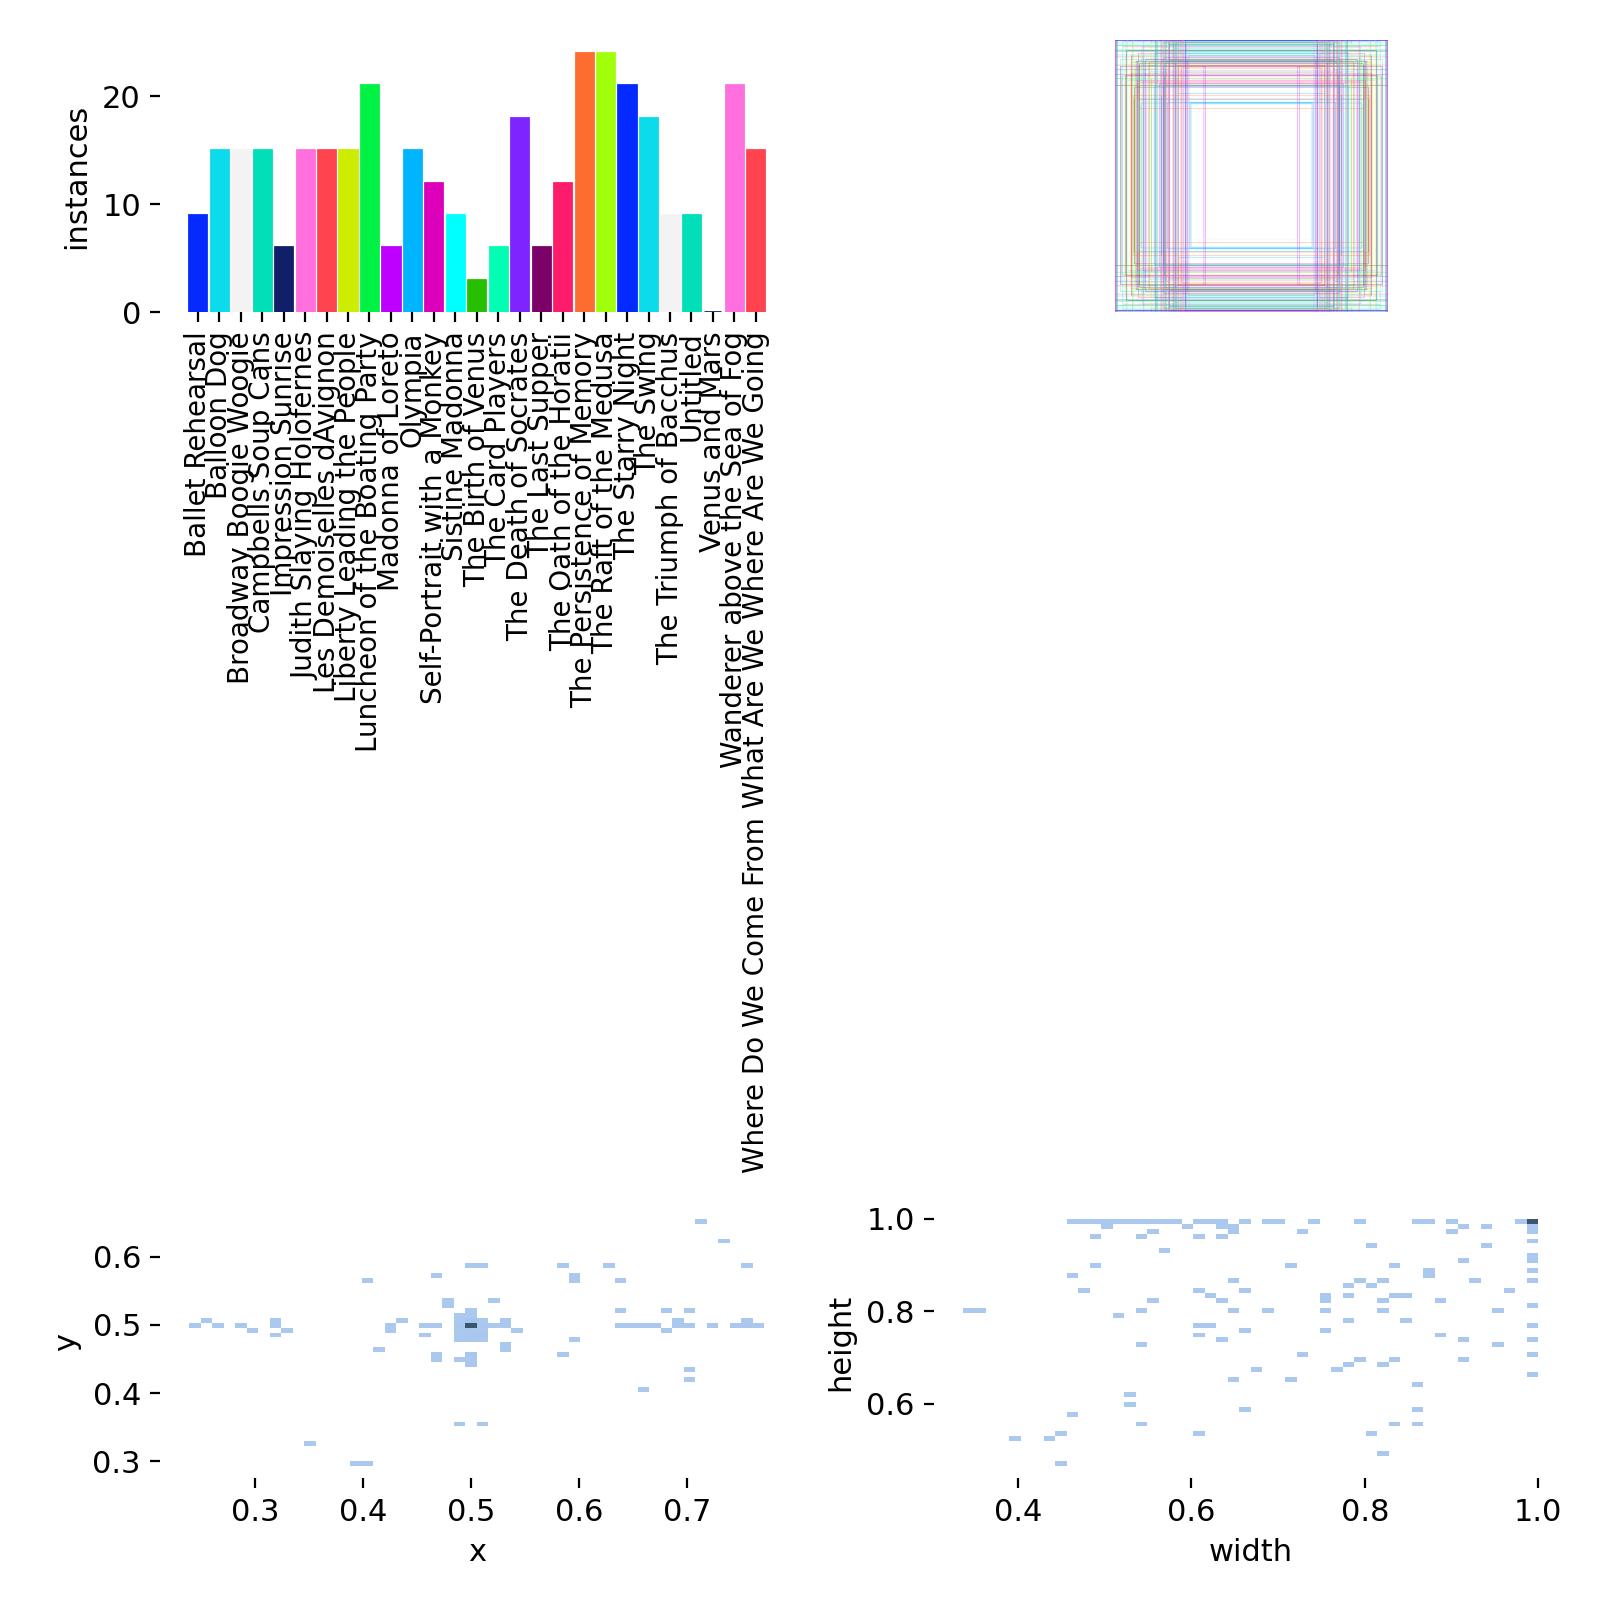 instances
20
10
0
Ballet Rehearsal
Balloon Dog
Broadway Boogie Woogie
Campbells Soup Cans
Impression Sunrise
Judith Slaying Holofernes
Les Demoiselles dAvignon
Liberty Leading the People
Luncheon of the Boating Party
Madonna of Loreto
Olympia
Self-Portrait with a Monkey
Sistine Madonna
The Birth of Venus
The Card Players
The Death of Socrates
The Last Supper
The Oath of the Horatii
The Persistence of Memory
The Raft of the Medusa
The Starry Night
The Swing
The Triumph of Bacchus
Untitled
Venus and Mars
Wanderer above the Sea of Fog
Where Do We Come From What Are We Where Are We Going
y
0.6
0.5
0.4
0.3
0.3 0.4 0.5 0.6 0.7
x
height
1.0
0.8
0.6
0.4 0.6 0.8 1.0
width